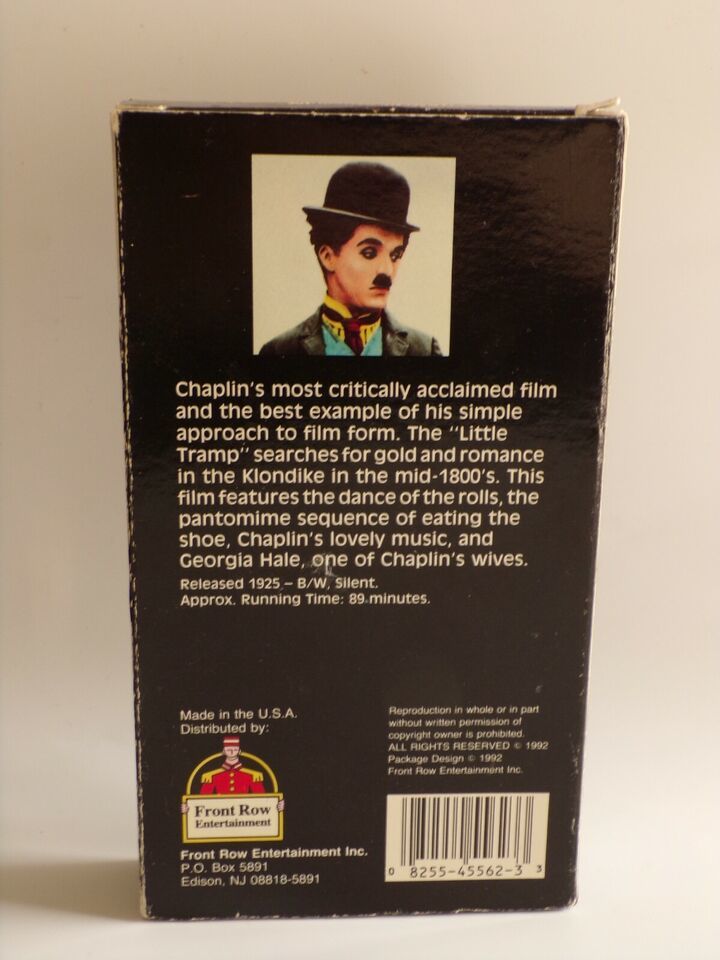 Chaplin's most critically acclaimed film
and the best example of his simple
approach to film form. The "Little
Tramp" searches for gold and romance
in the Klondike in the mid-1800's. This
film features the dance of the rolls, the
pantomime sequence of eating the
shoe, Chaplin's lovely music, and
Georgia Hale, one of Chaplin's wives.
Released 1925 – B/W, Silent.
Approx. Running Time: 89 minutes.
Made in the U.S.A.
Distributed by:
Front Row
Entertainment
Front Row Entertainment Inc.
P.O. Box 5891
Edison, NJ 08818-5891
Reproduction in whole or in part
without written permission of
copyright owner is prohibited.
ALL RIGHTS RESERVED © 1992
Package Design © 1992
Front Row Entertainment Inc.
0 8255-45562-3 3